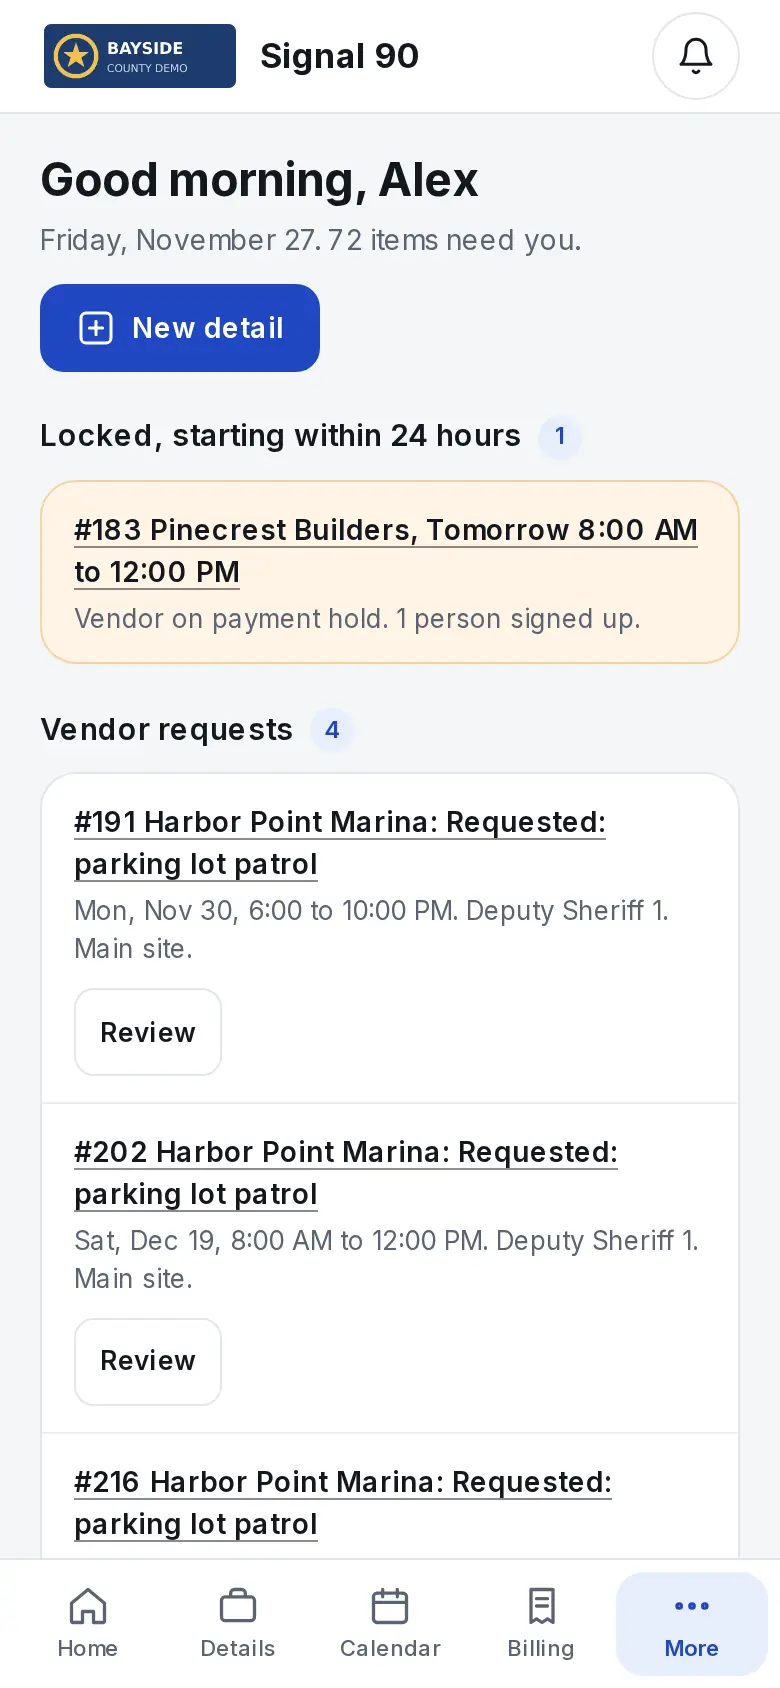 BAYSIDE
COUNTY DEMO
Signal 90
Good morning, Alex
Friday, November 27. 72 items need you.
New detail
Locked, starting within 24 hours 1
#183 Pinecrest Builders, Tomorrow 8:00 AM
to 12:00 PM
Vendor on payment hold. 1 person signed up.
Vendor requests 4
#191 Harbor Point Marina: Requested:
parking lot patrol
Mon, Nov 30, 6:00 to 10:00 PM. Deputy Sheriff 1.
Main site.
Review
#202 Harbor Point Marina: Requested:
parking lot patrol
Sat, Dec 19, 8:00 AM to 12:00 PM. Deputy Sheriff 1.
Main site.
Review
#216 Harbor Point Marina: Requested:
parking lot patrol
Home Details Calendar Billing More